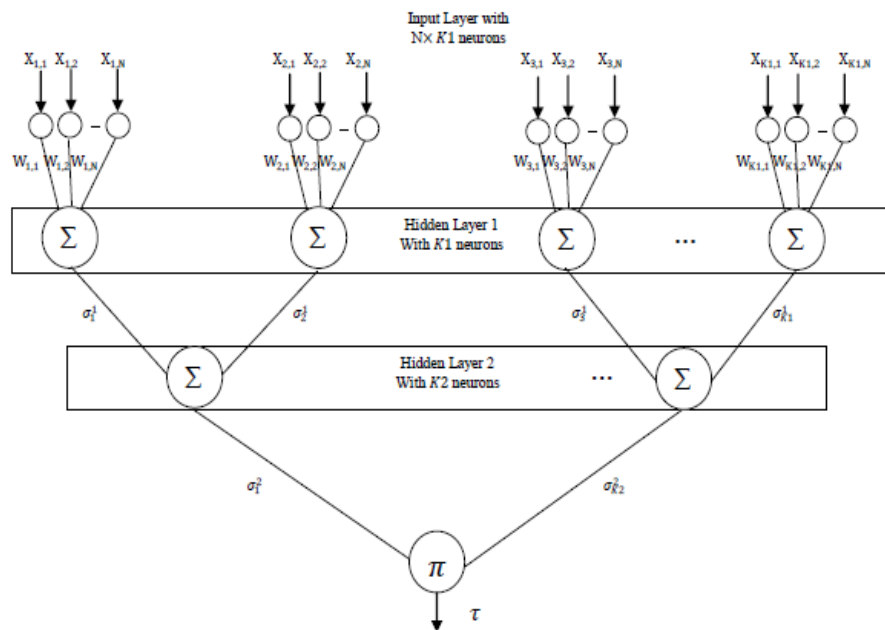 Input Layer with
N× K1 neurons
X1,1 X1,2 X1,N X2,1 X2,2 X2,N X3,1 X3,2 X3,N XK1,1 XK1,2 XK1,N
W1,1 W1,2 W1,N W2,1 W2,2 W2,N W3,1 W3,2 W3,N WK1,1 WK1,2 WK1,N
Hidden Layer 1
With K1 neurons
Σ Σ Σ ... Σ
σ₁¹ σ₂¹ σ₃¹ σ_K1¹
Hidden Layer 2
With K2 neurons
Σ ... Σ
σ₁² σ_K2²
π
τ